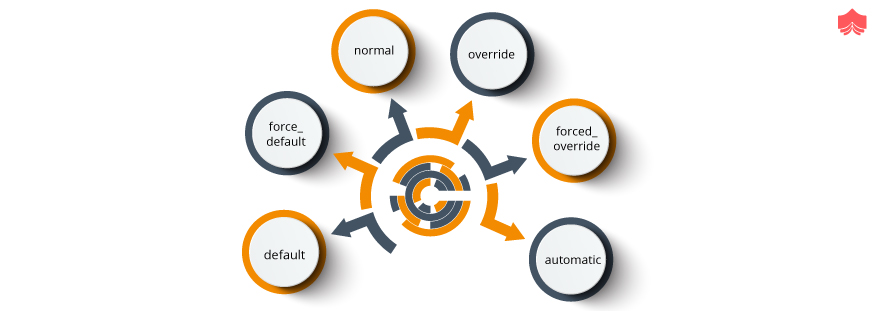 normal
override
force_
default
forced_
override
default
automatic